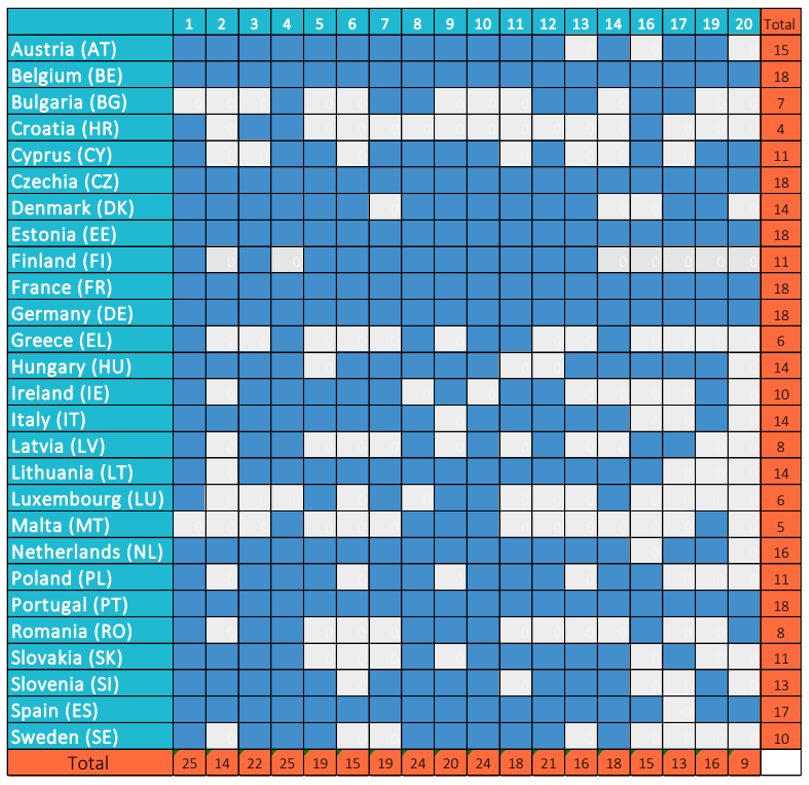 1 2 3 4 5 6 7 8 9 10 11 12 13 14 16 17 19 20 Total
Austria (AT) 15
Belgium (BE) 18
Bulgaria (BG) 7
Croatia (HR) 4
Cyprus (CY) 11
Czechia (CZ) 18
Denmark (DK) 14
Estonia (EE) 18
Finland (FI) 0 0 0 0 0 0 0 11
France (FR) 18
Germany (DE) 18
Greece (EL) 6
Hungary (HU) 14
Ireland (IE) 10
Italy (IT) 14
Latvia (LV) 8
Lithuania (LT) 14
Luxembourg (LU) 6
Malta (MT) 5
Netherlands (NL) 16
Poland (PL) 11
Portugal (PT) 18
Romania (RO) 8
Slovakia (SK) 11
Slovenia (SI) 13
Spain (ES) 17
Sweden (SE) 10
Total 25 14 22 25 19 15 19 24 20 24 18 21 16 18 15 13 16 9